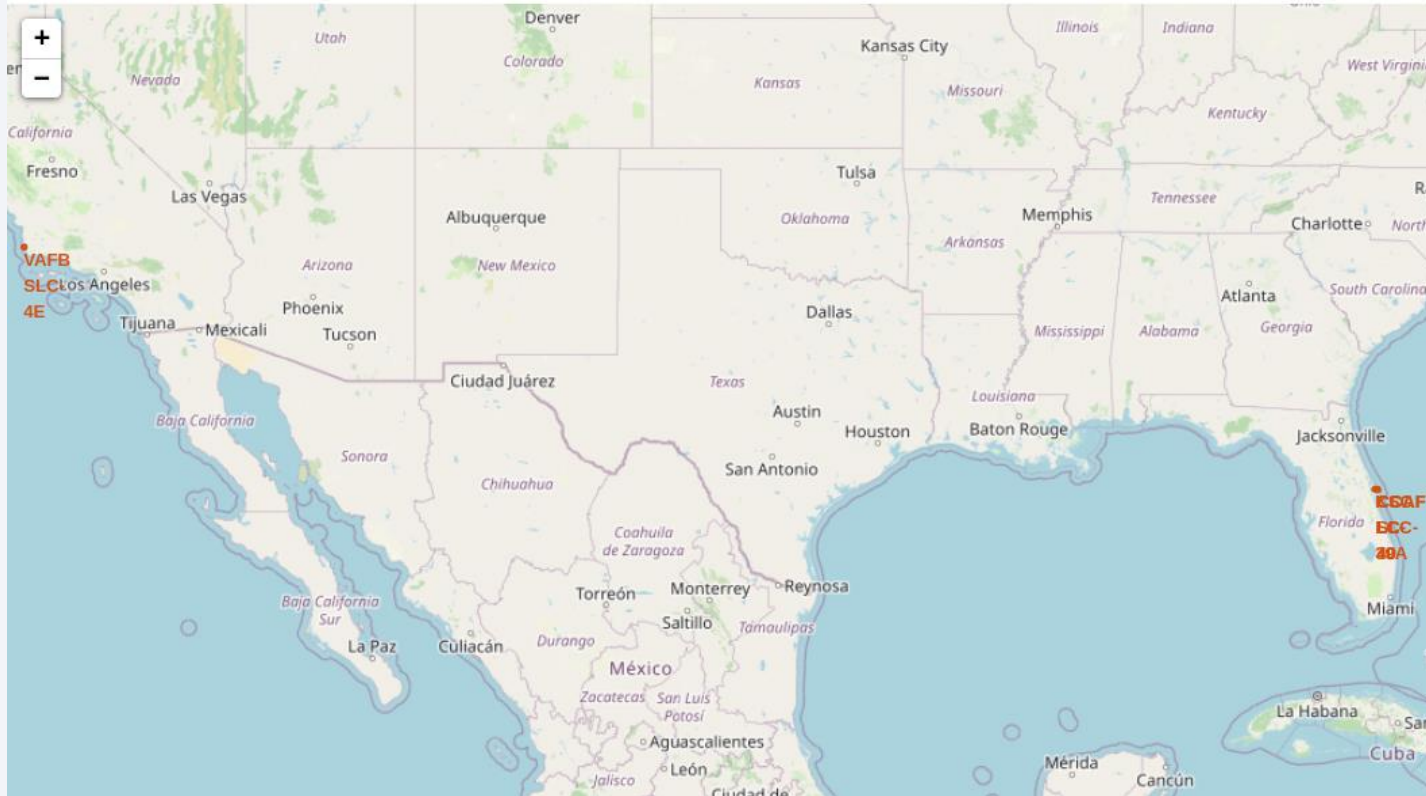 +
−
Denver
Utah
Colorado
Nevada
Kansas City
Kansas
Missouri
Illinois
Indiana
West Virgini
Kentucky
California
Fresno
Las Vegas
Albuquerque
Tulsa
Oklahoma
Memphis
Tennessee
Charlotte
North
Arkansas
Arizona
New Mexico
VAFB
SLC-
4E
Los Angeles
Phoenix
Tucson
Tijuana
Mexicali
Dallas
Atlanta
South Carolina
Mississippi
Alabama
Georgia
Ciudad Juárez
Texas
Louisiana
Baja California
Austin
Houston
Baton Rouge
Jacksonville
San Antonio
Sonora
Chihuahua
Florida
Coahuila
de Zaragoza
Torreón
Monterrey
Reynosa
Saltillo
Tamaulipas
Miami
Baja California
Sur
La Paz
Culiacán
Durango
México
Zacatecas
San Luis
Potosí
La Habana
Aguascalientes
León
Jalisco
Ciudad de
Mérida
Cancún
Cuba